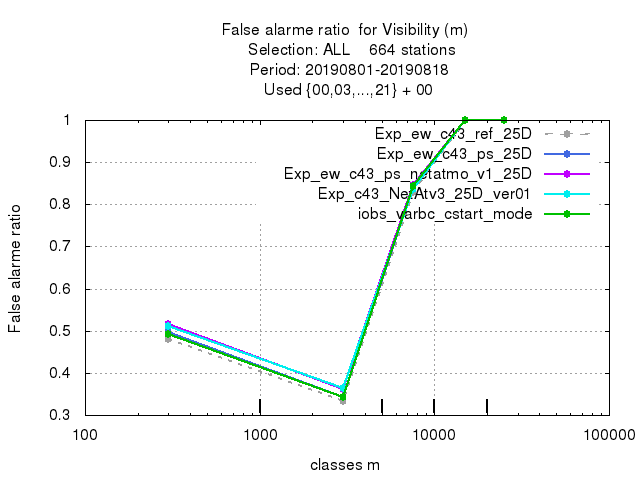 False alarme ratio  for Visibility (m)
Selection: ALL    664 stations
Period: 20190801-20190818
Used {00,03,...,21} + 00
1
0.9
0.8
0.7
0.6
0.5
0.4
0.3
False alarme ratio
Exp_ew_c43_ref_25D
Exp_ew_c43_ps_25D
Exp_ew_c43_ps_netatmo_v1_25D
Exp_c43_NetAtv3_25D_ver01
iobs_varbc_cstart_mode
100
1000
10000
100000
classes m